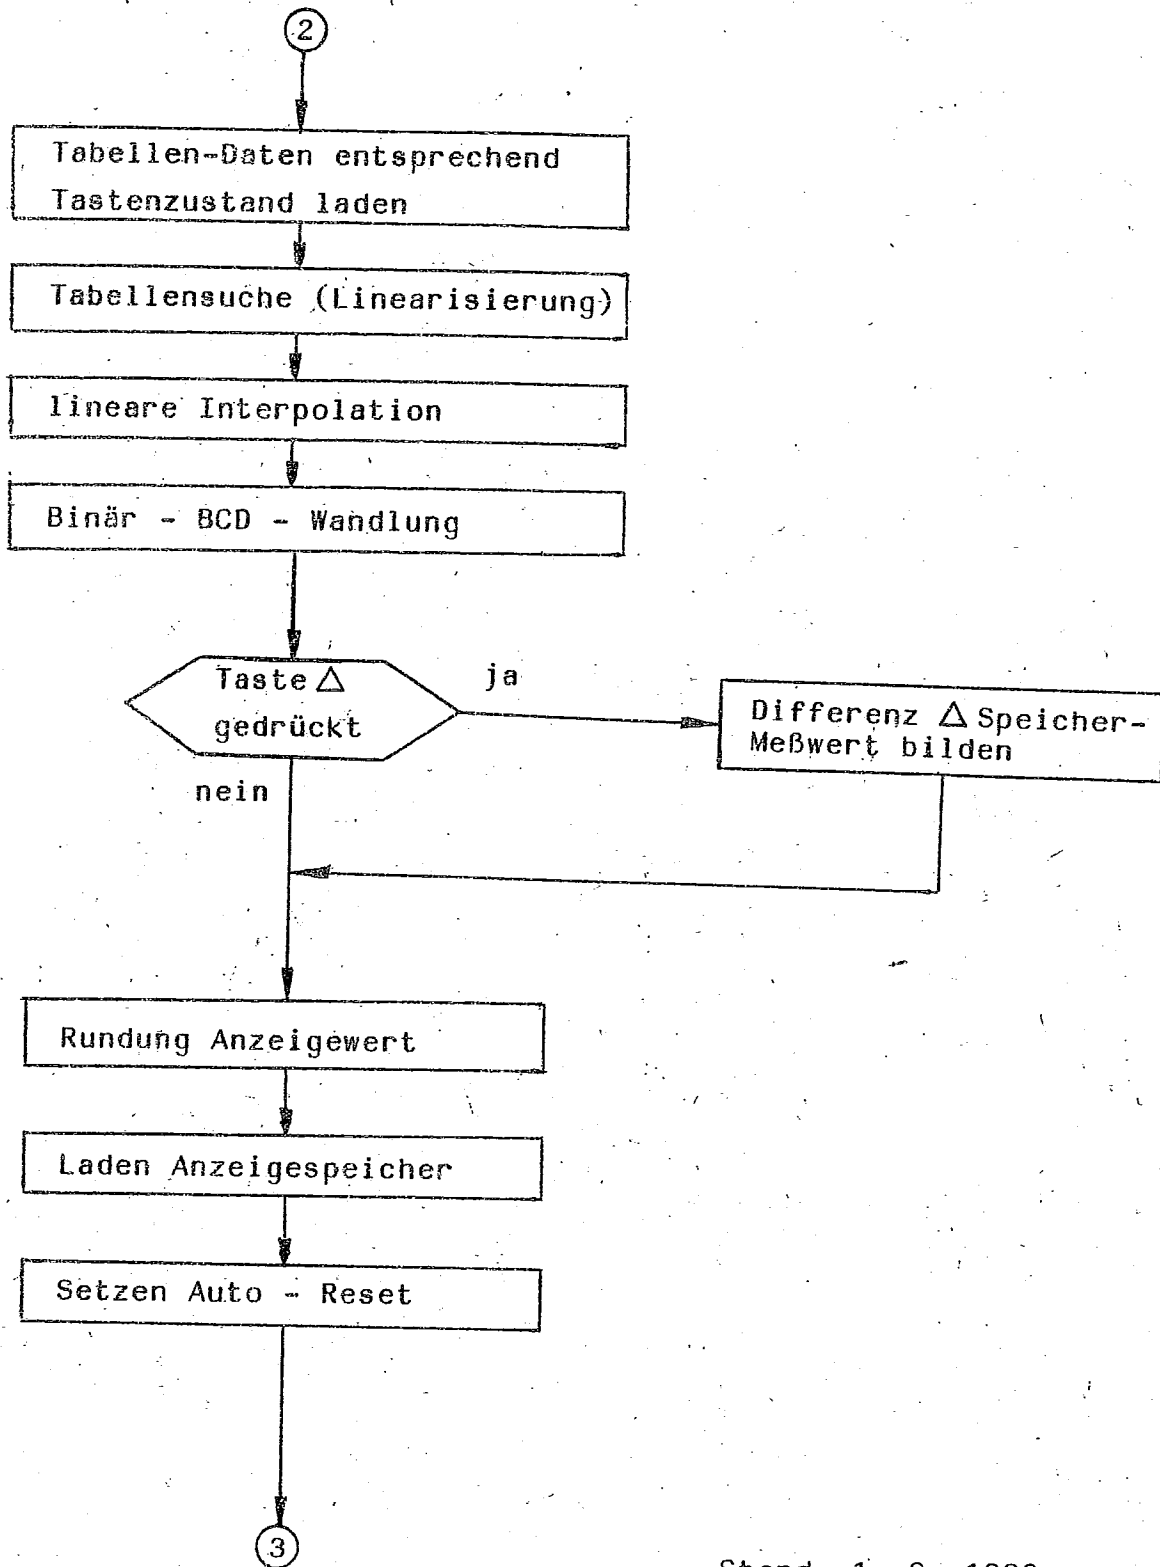 2
Tabellen-Daten entsprechend
Tastenzustand laden
Tabellensuche (Linearisierung)
lineare Interpolation
Binär - BCD - Wandlung
Taste △
gedrückt
ja
Differenz △ Speicher-
Meßwert bilden
nein
Rundung Anzeigewert
Laden Anzeigespeicher
Setzen Auto - Reset
3
Stand